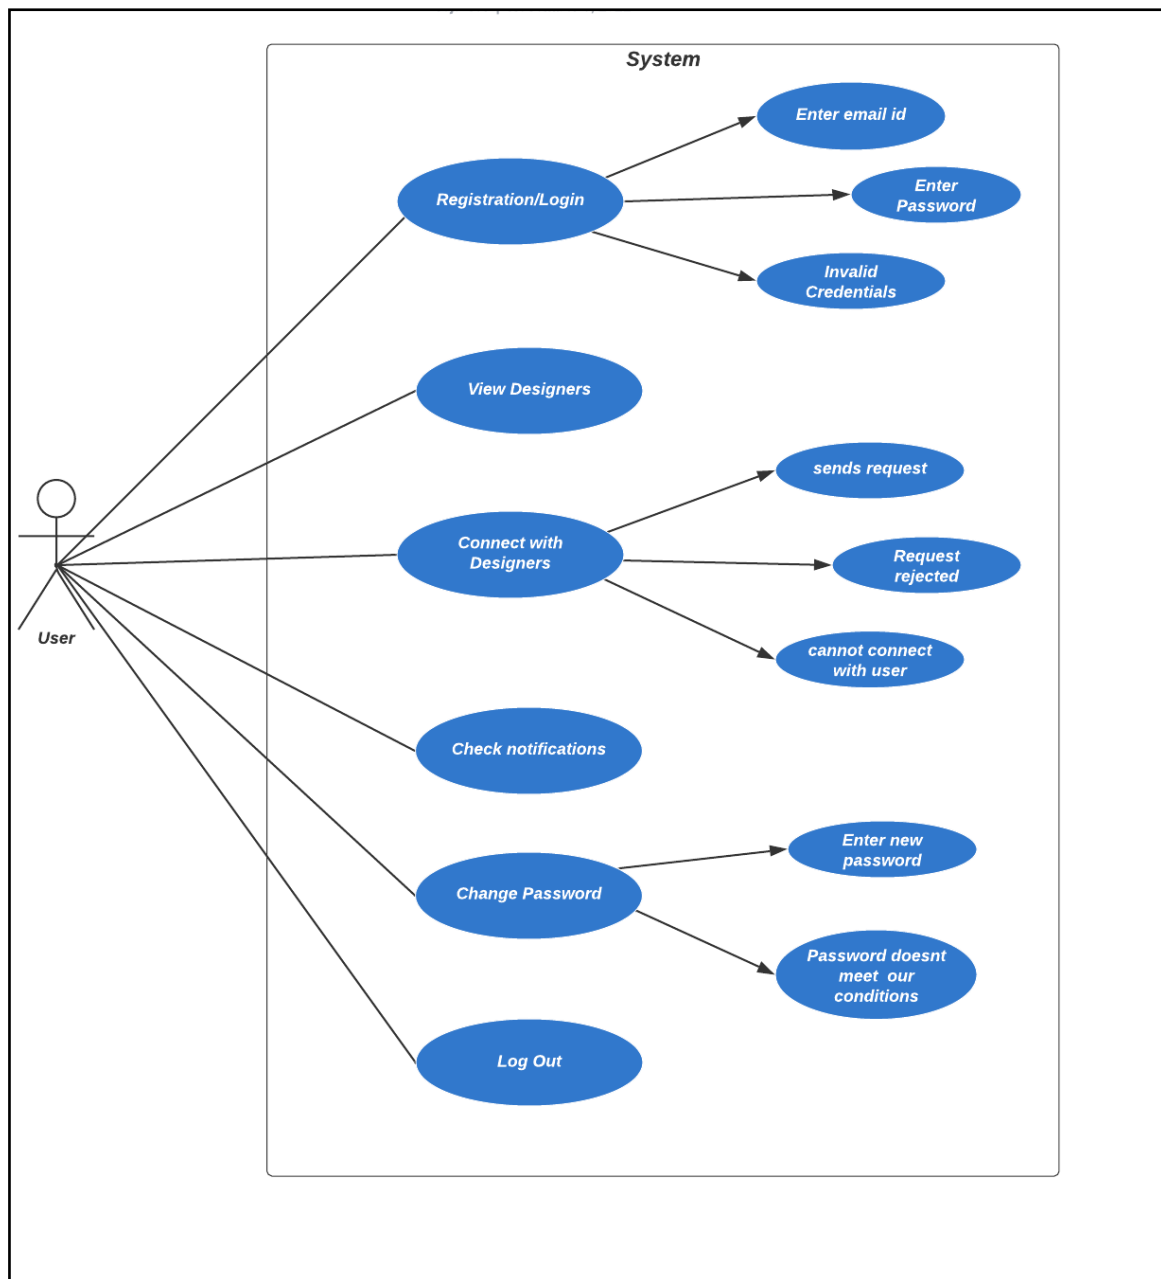 System
Enter email id
Registration/Login
Enter
Password
Invalid
Credentials
View Designers
sends request
Connect with
Designers
Request
rejected
User
cannot connect
with user
Check notifications
Enter new
password
Change Password
Password doesnt
meet our
conditions
Log Out